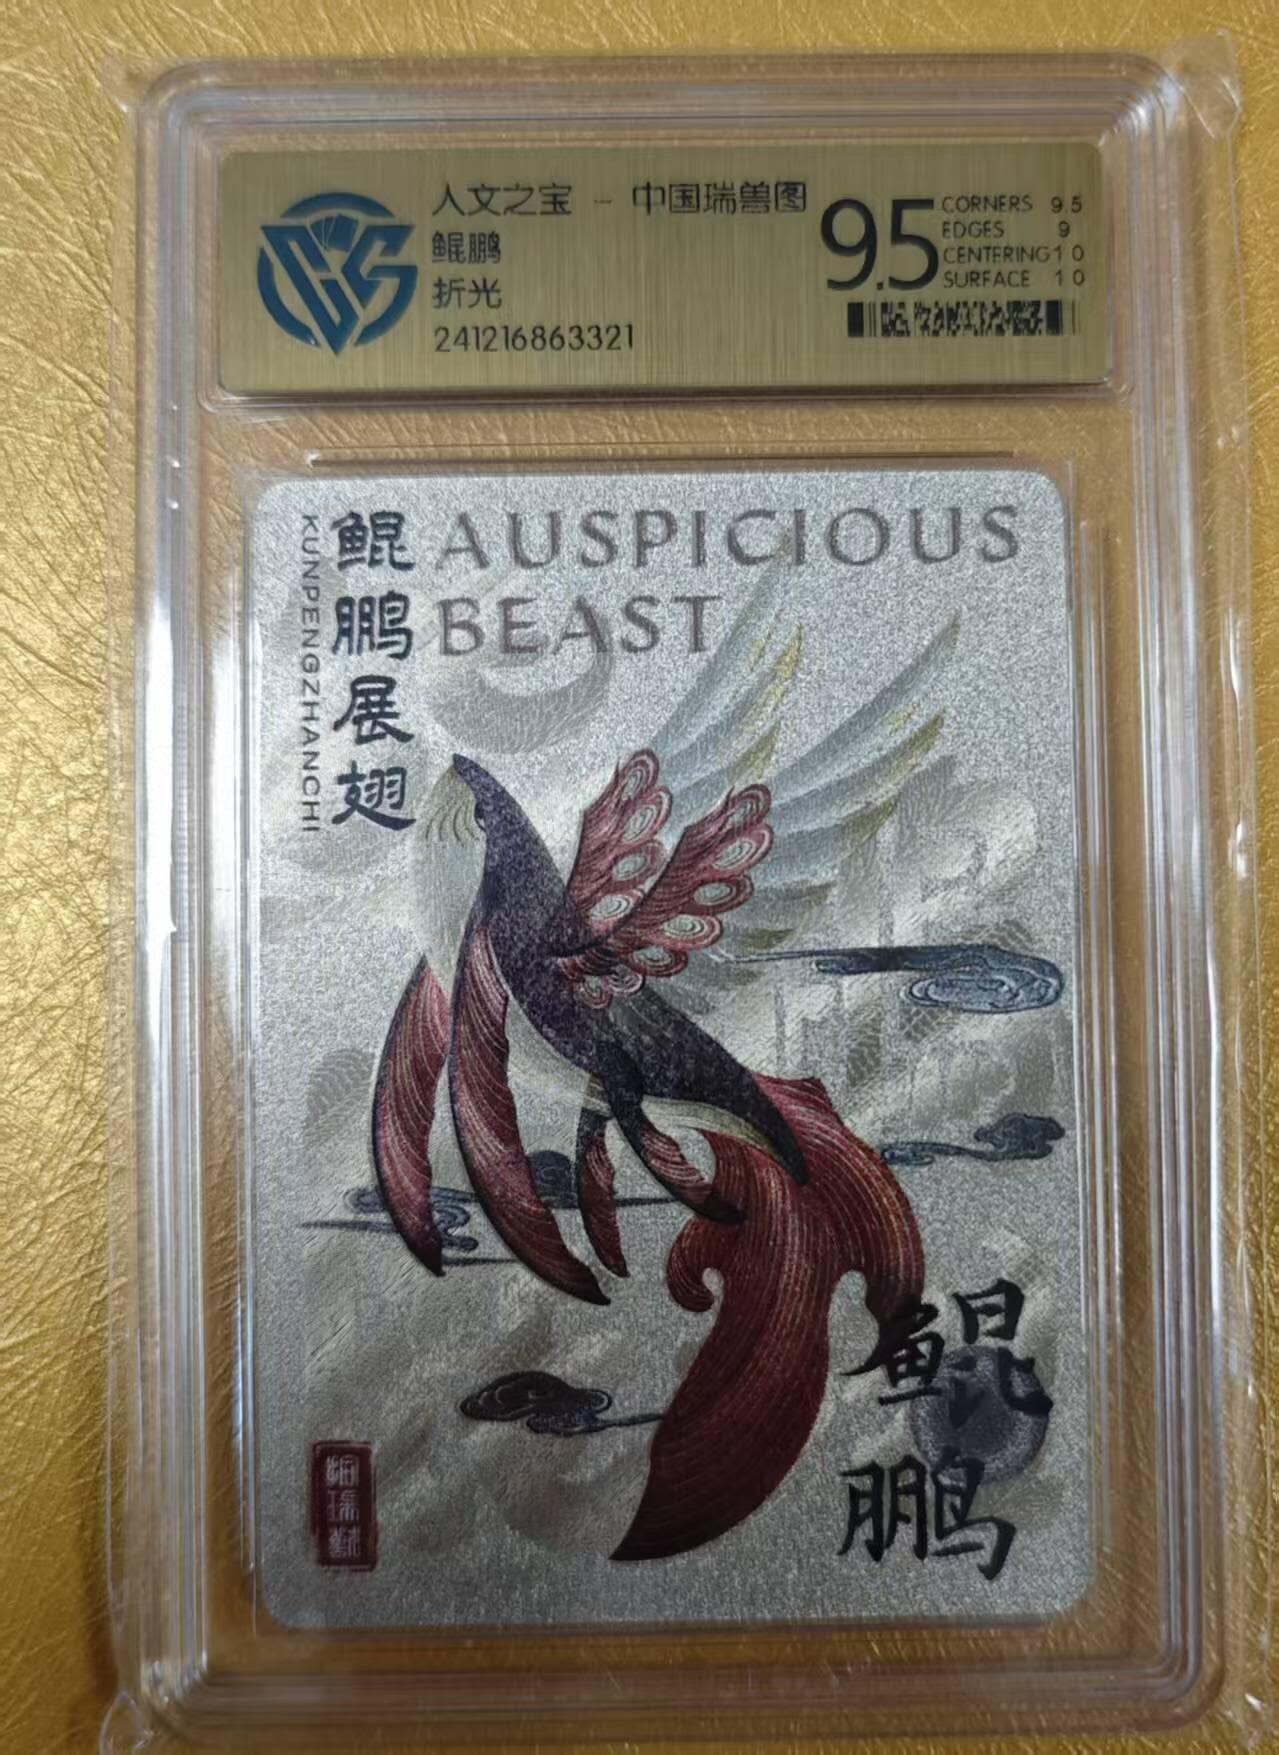 人文之宝 - 中国瑞兽图
鲲鹏
折光
241216863321
9.5
CORNERS 9.5
EDGES 9
CENTERING 10
SURFACE 10
AUSPICIOUS
BEAST
鲲鹏展翅
KUNPENGZHANCHI
鲲鹏